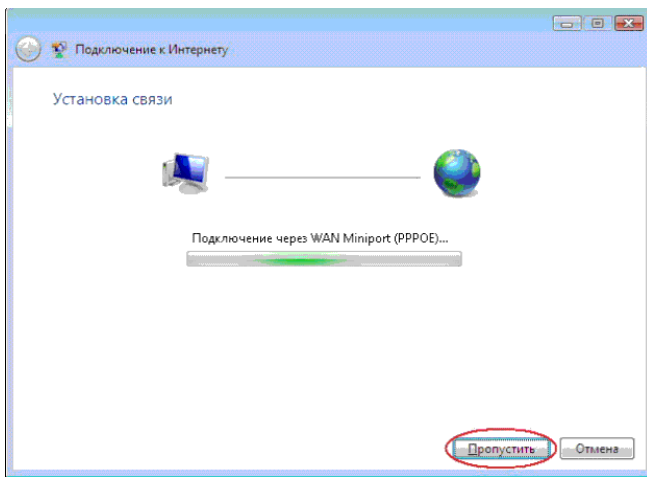 Подключение к Интернету
Установка связи
Подключение через WAN Miniport (PPPOE)...
Пропустить Отмена